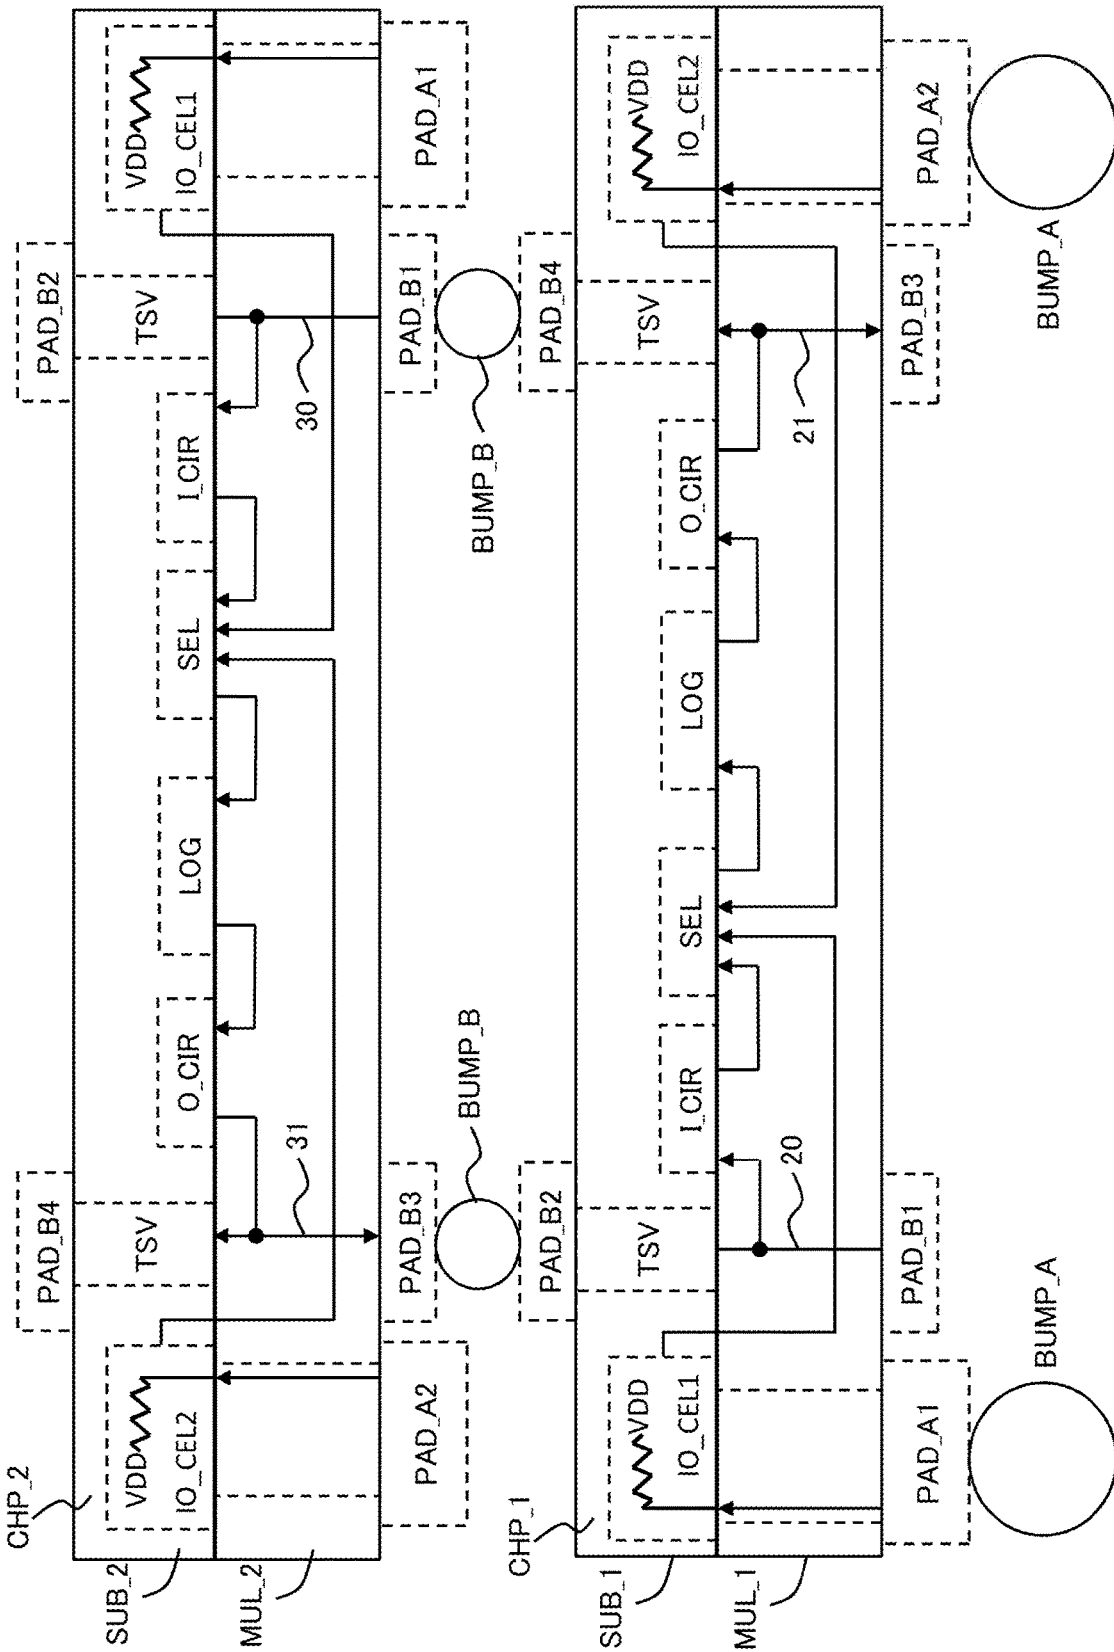 CHP_2
PAD_B4
PAD_B2
SUB_2
VDD
TSV
TSV
VDD
IO_CEL2
O_CIR
LOG
SEL
I_CIR
IO_CEL1
MUL_2
31
30
PAD_A2
PAD_B3
PAD_B1
PAD_A1
BUMP_B
BUMP_B
CHP_1
PAD_B2
PAD_B4
SUB_1
VDD
TSV
TSV
VDD
IO_CEL1
I_CIR
SEL
LOG
O_CIR
IO_CEL2
MUL_1
20
21
PAD_A1
PAD_B1
PAD_B3
PAD_A2
BUMP_A
BUMP_A